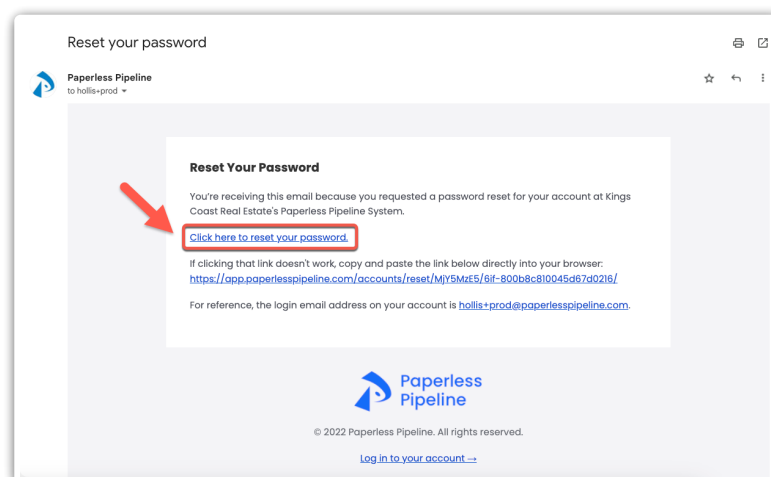 Reset your password
Paperless Pipeline
to hollis+prod
Reset Your Password
You're receiving this email because you requested a password reset for your account at Kings
Coast Real Estate's Paperless Pipeline System.
Click here to reset your password.
If clicking that link doesn't work, copy and paste the link below directly into your browser:
https://app.paperlesspipeline.com/accounts/reset/MjY5MzE5/6if-800b8c810045d67d0216/
For reference, the login email address on your account is hollis+prod@paperlesspipeline.com.
Paperless
Pipeline
© 2022 Paperless Pipeline. All rights reserved.
Log in to your account →